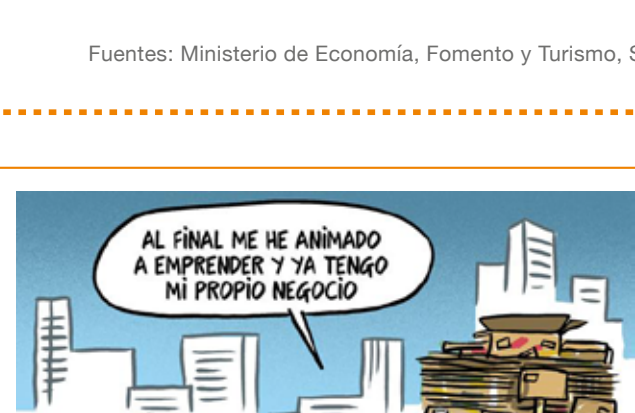 Fuentes: Ministerio de Economía, Fomento y Turismo,
AL FINAL ME HE ANIMADO
A EMPRENDER Y YA TENGO
MI PROPIO NEGOCIO